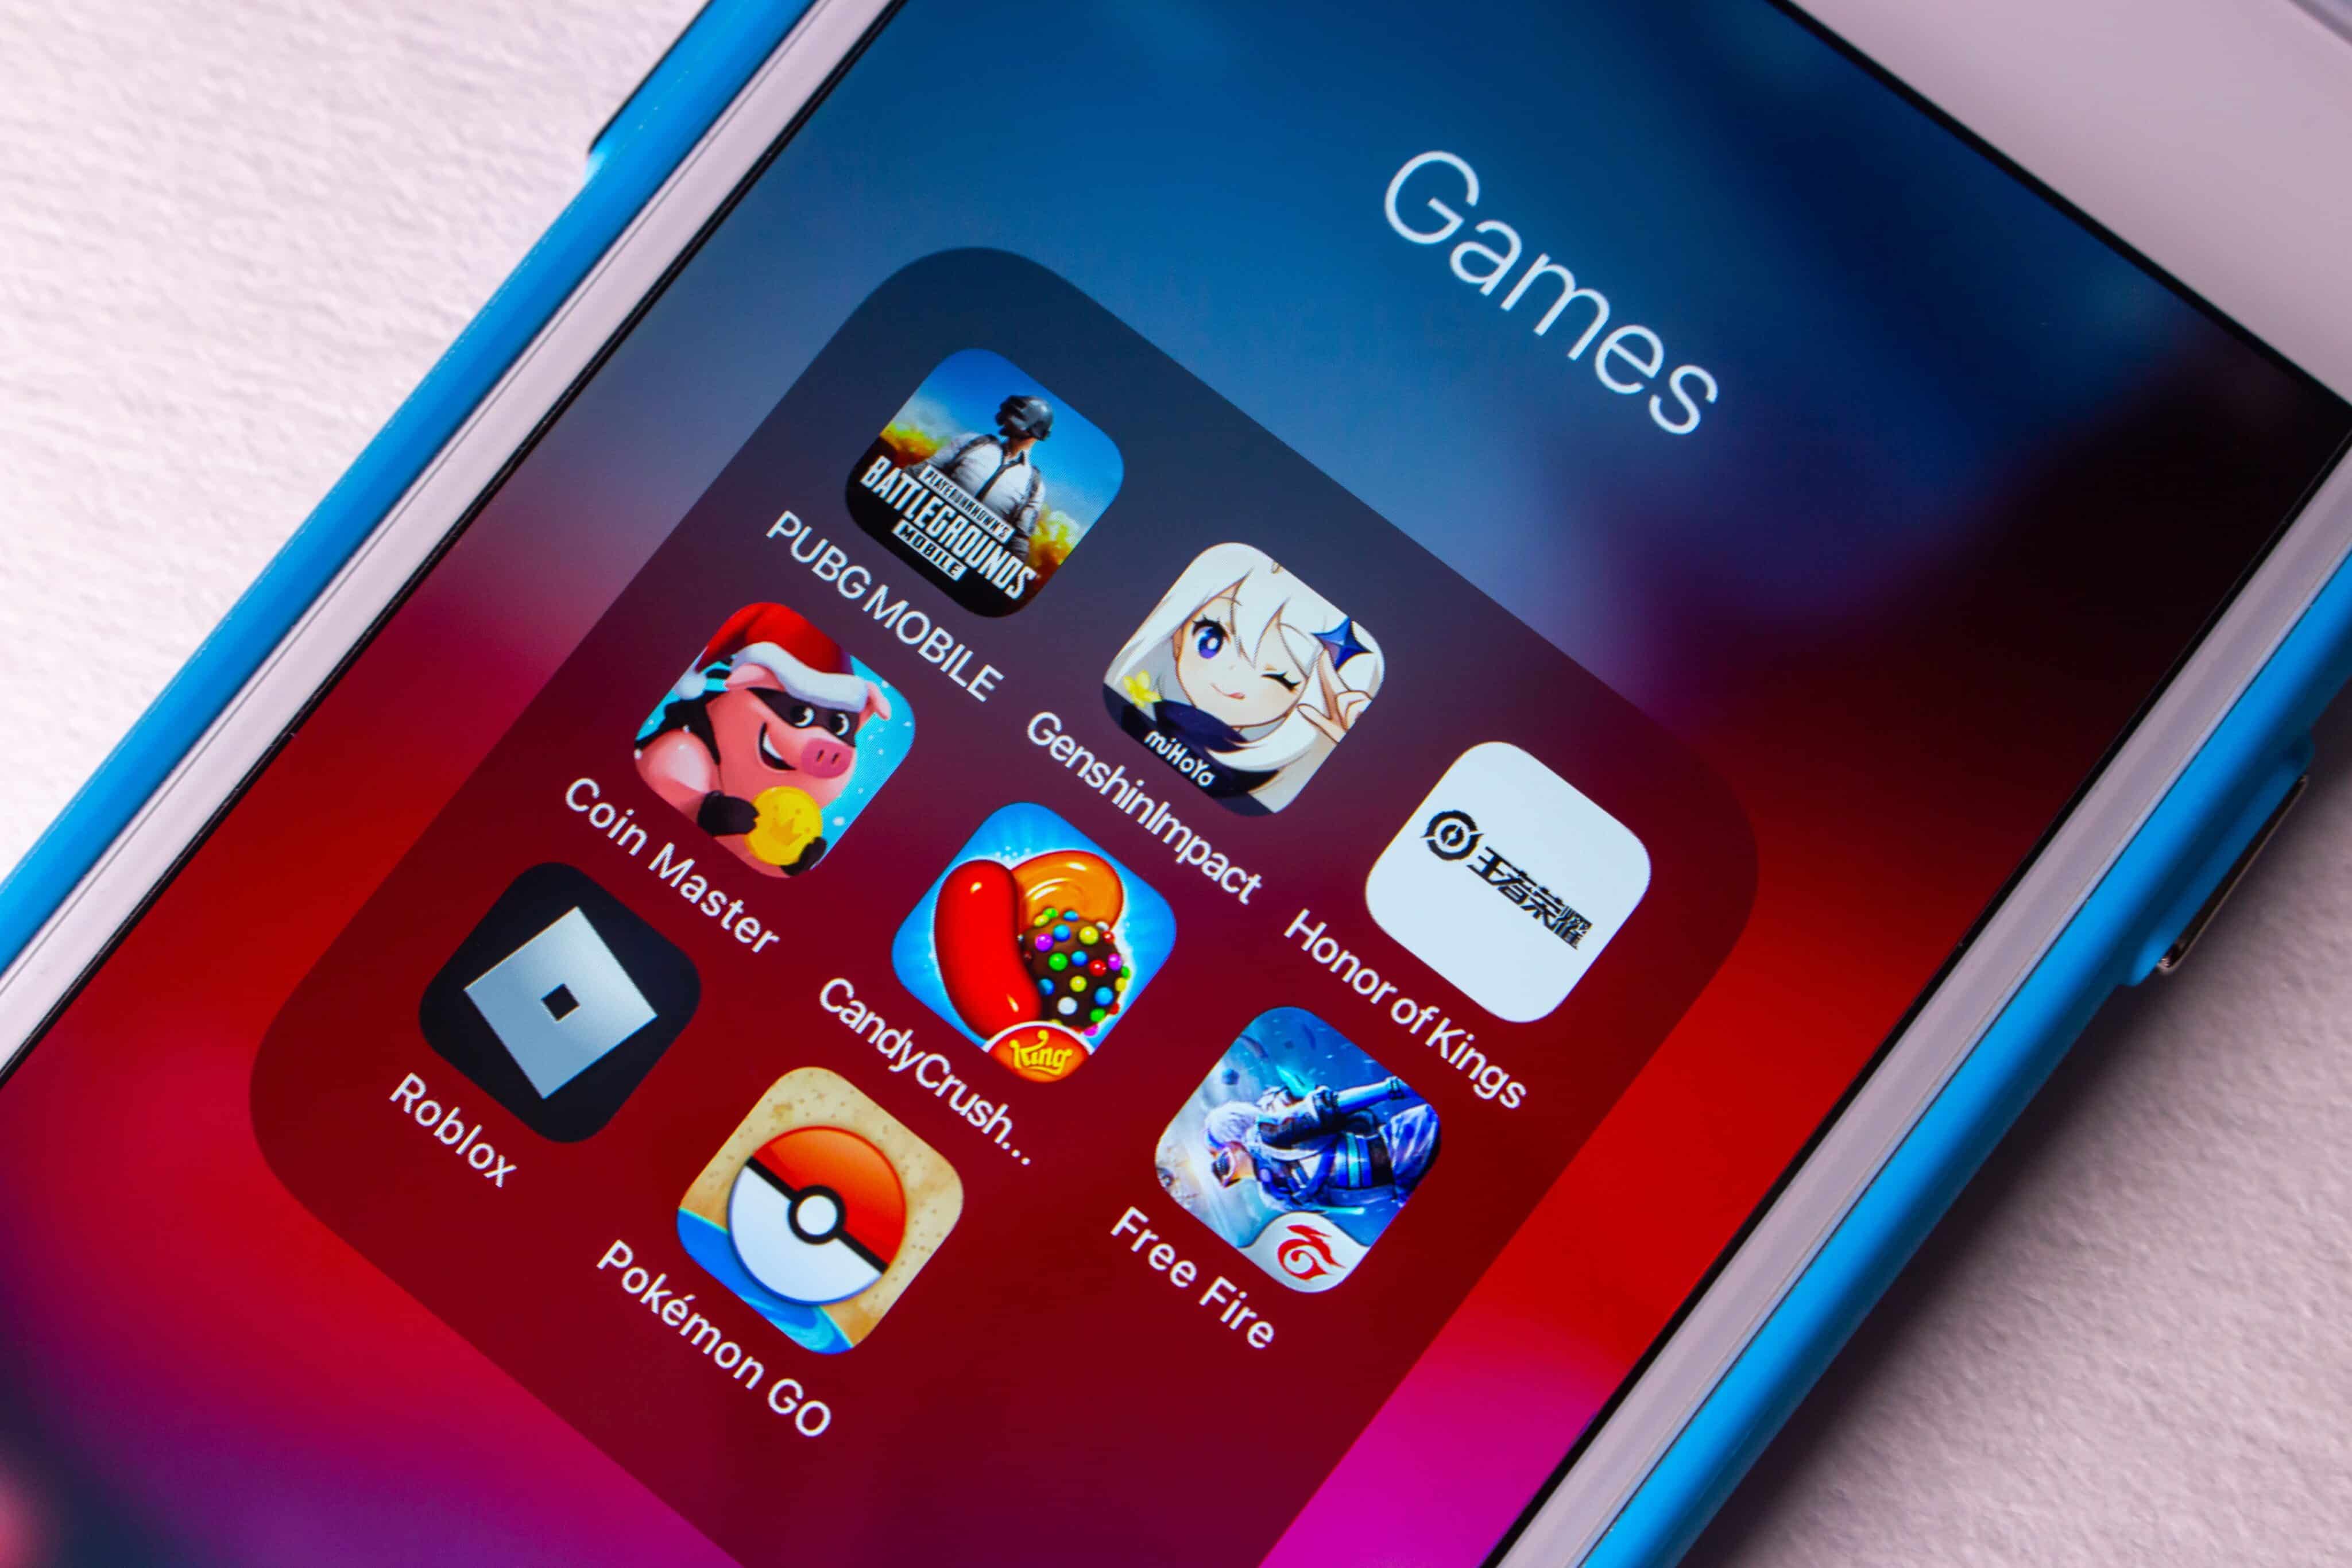 Games
PLAYERUNKNOWN'S
BATTLEGROUNDS
MOBILE
PUBG MOBILE
miHoYo
GenshinImpact
王者荣耀
Honor of Kings
Coin Master
King
CandyCrush...
Free Fire
Roblox
Pokémon GO